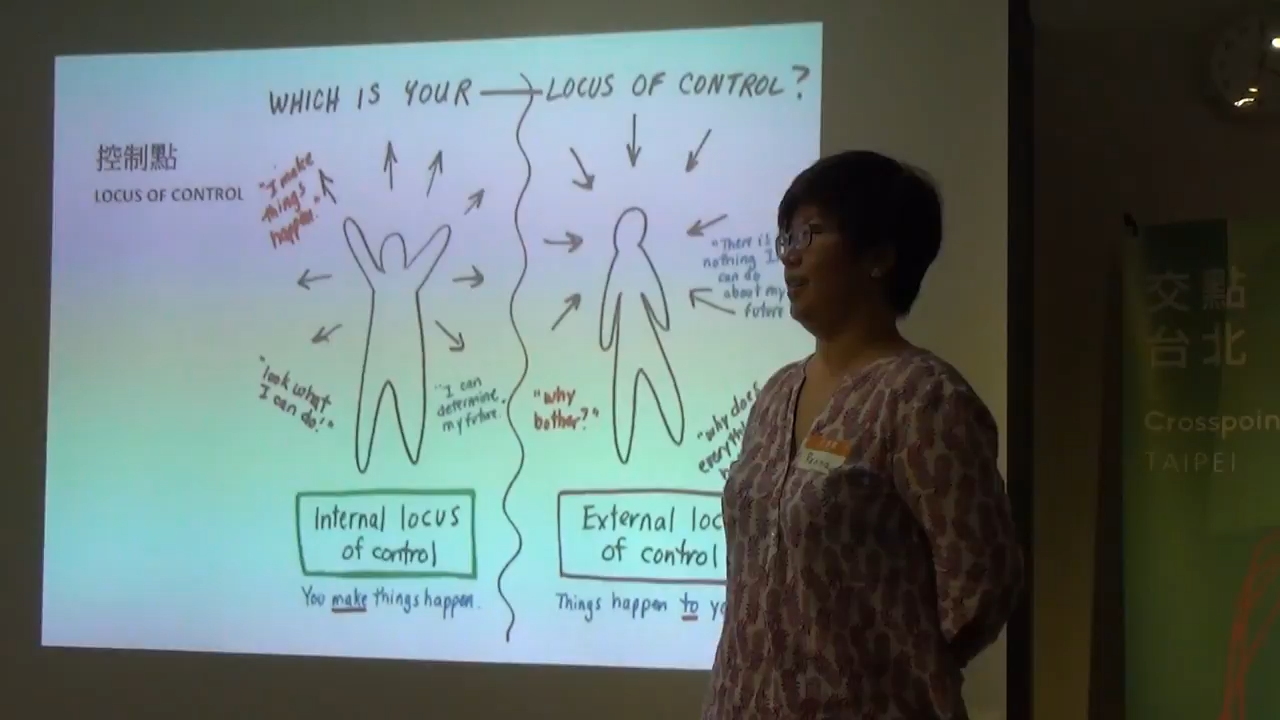 WHICH IS YOUR — LOCUS OF CONTROL?
控制點
LOCUS OF CONTROL
"I make
things
happen."
"look what
I can do!"
"I can
determine
my future.
Internal locus
of control
You make things happen.
"There is
nothing I
can do
about my
future
"why
bother?"
"why does
External loc
of control
Things happen to yo
交點
台北
Crosspoin
TAIPEI